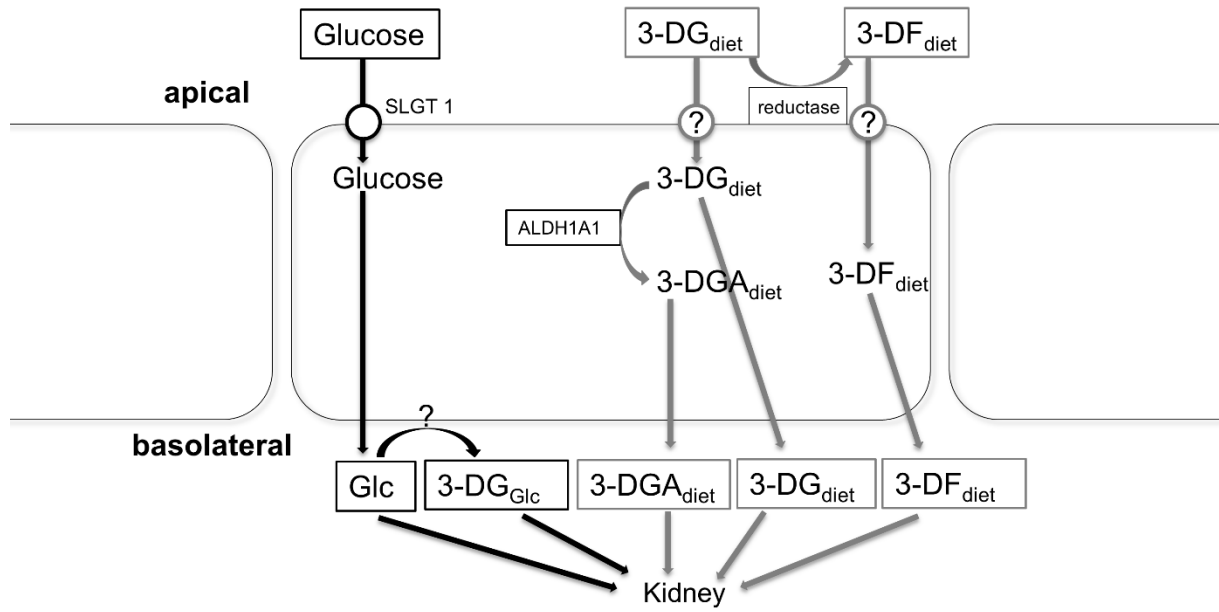 Glucose
3-DGdiet
3-DFdiet
apical
SLGT 1
reductase
?
?
Glucose
3-DGdiet
ALDH1A1
3-DGAdiet
3-DFdiet
?
basolateral
Glc
3-DGGlc
3-DGAdiet
3-DGdiet
3-DFdiet
Kidney